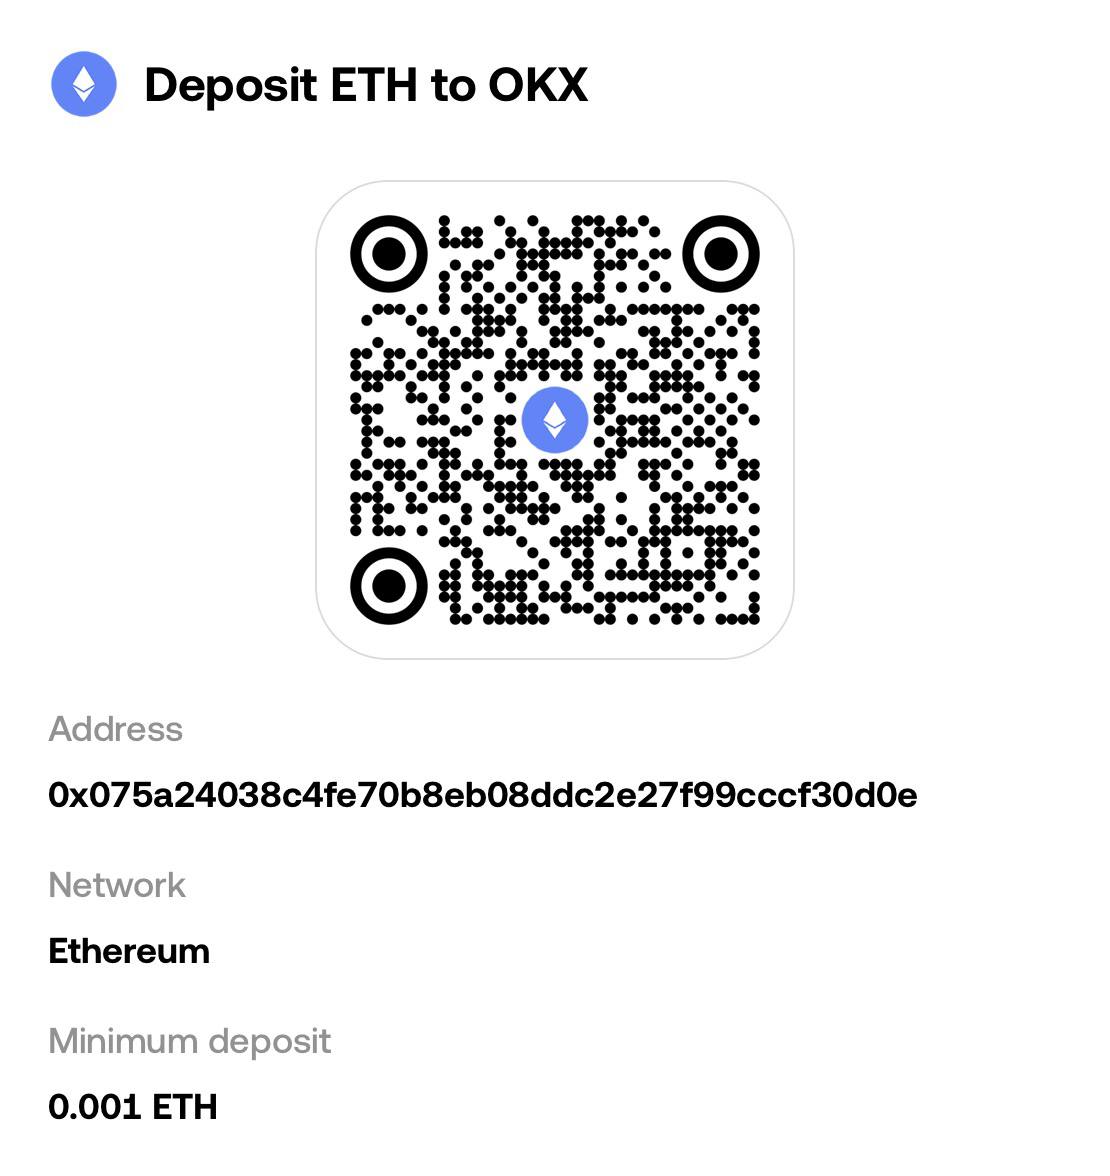 Deposit ETH to OKX
Address
0x075a24038c4fe70b8eb08ddc2e27f99cccf30d0e
Network
Ethereum
Minimum deposit
0.001 ETH